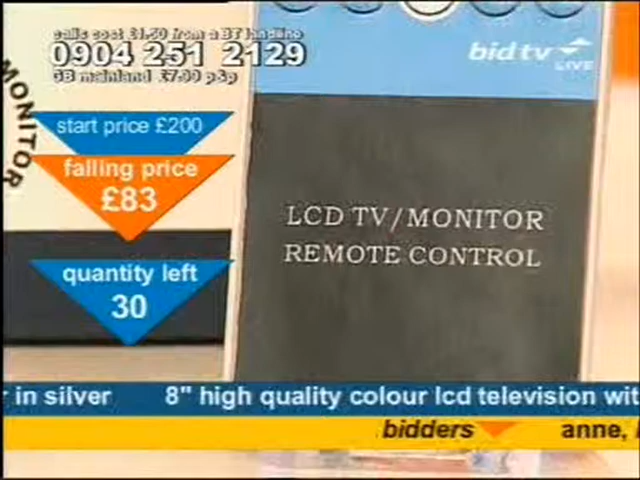 calls cost £1.50 from a BT landline
0904 251 2129
GB mainland £7.99 p&p
bid tv
LIVE
MONITOR
start price £200
falling price
£83
quantity left
30
LCD TV/MONITOR
REMOTE CONTROL
r in silver 8" high quality colour lcd television wit
bidders anne,